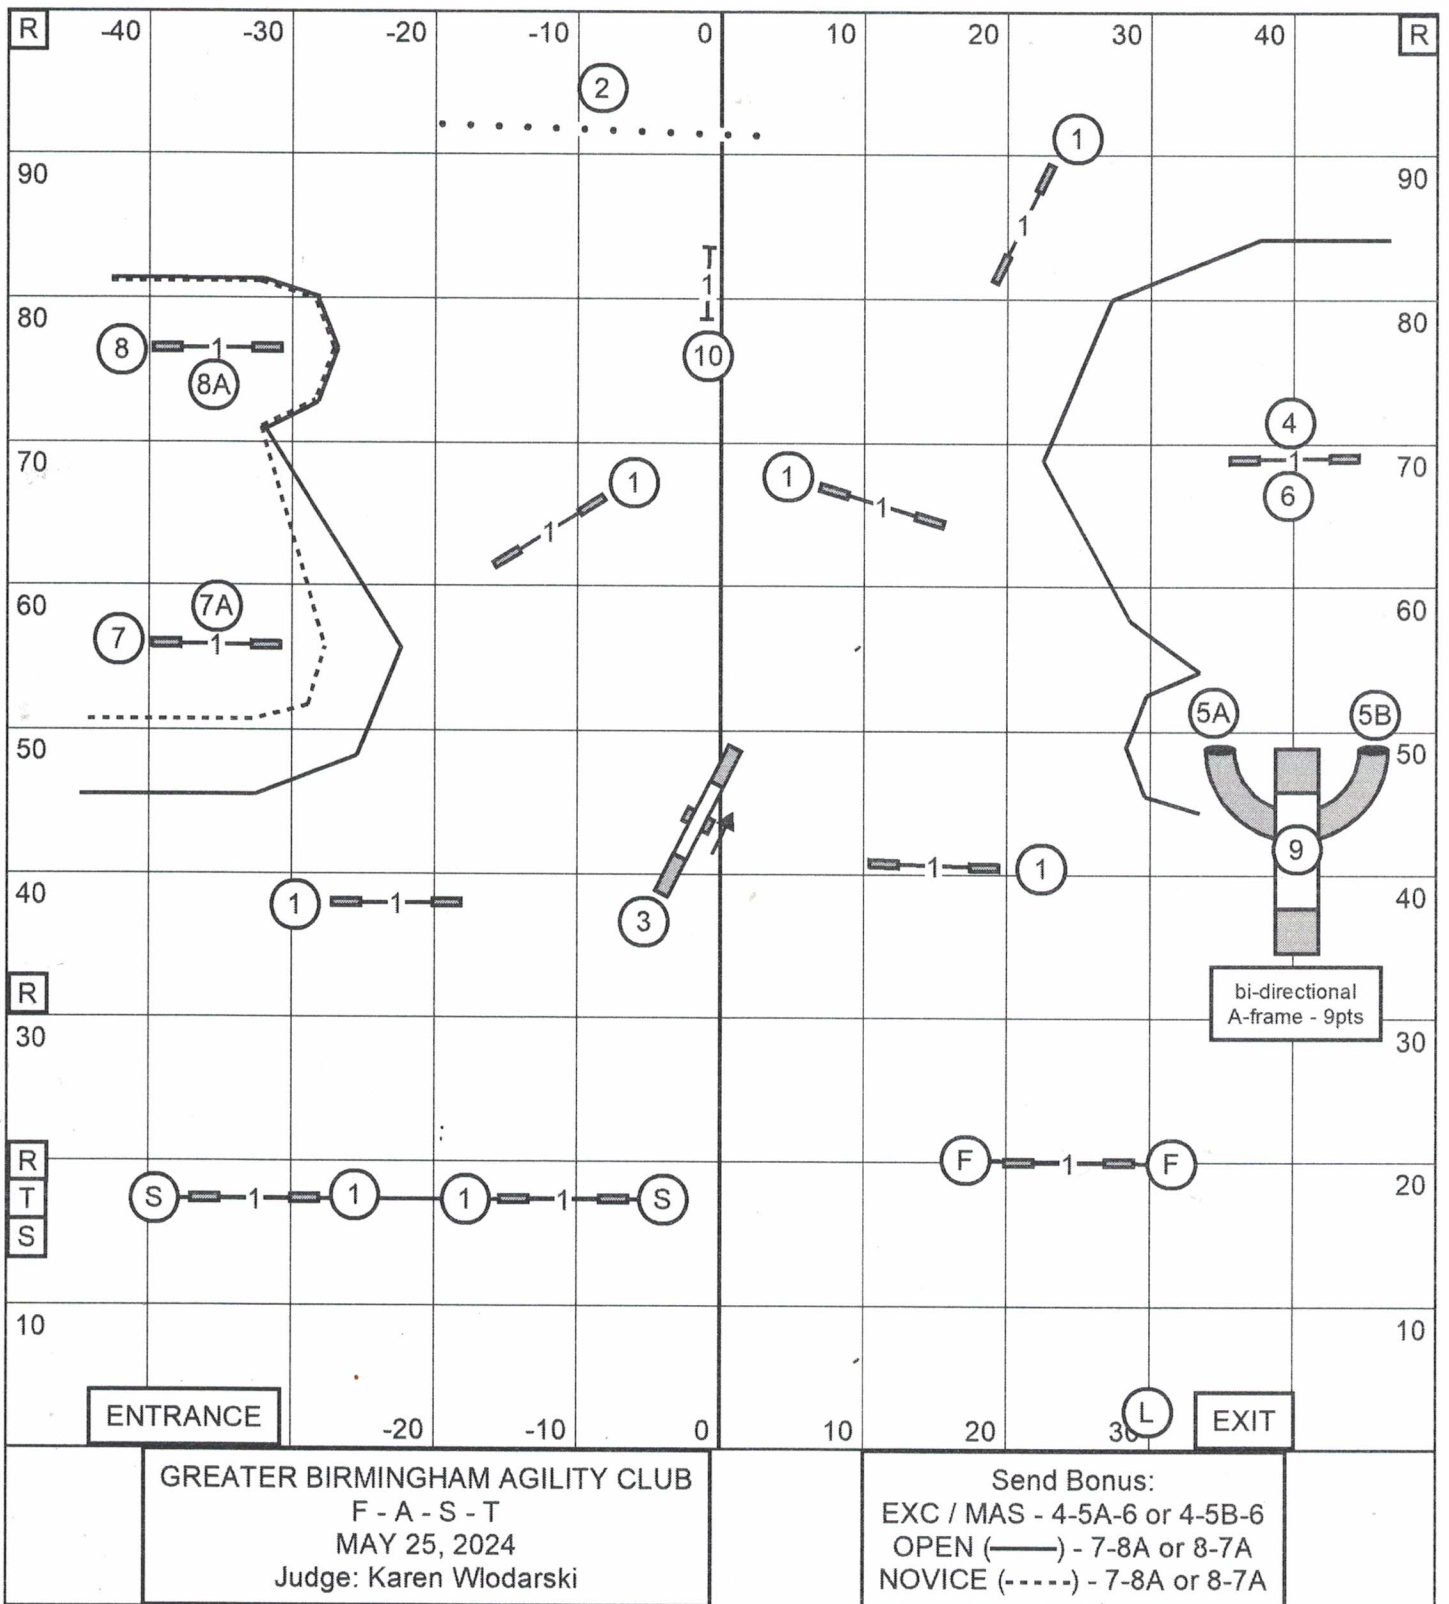 R -40 -30 -20 -10 0 10 20 30 40 R
2
1
90 90
1
1
80 80
8 1
8A
10
4
70 1 1 70
1
6
1 1
60 7A 60
7 1
5A 5B
50 50
9
1 1
40 1 1 40
3
R
bi-directional
A-frame - 9pts
30 30
R F 1 F
T S 1 1 1 1 S 20
S
10 10
L
ENTRANCE -20 -10 0 10 20 30 EXIT
GREATER BIRMINGHAM AGILITY CLUB
F - A - S - T
MAY 25, 2024
Judge: Karen Wlodarski
Send Bonus:
EXC / MAS - 4-5A-6 or 4-5B-6
OPEN (——) - 7-8A or 8-7A
NOVICE (-----) - 7-8A or 8-7A